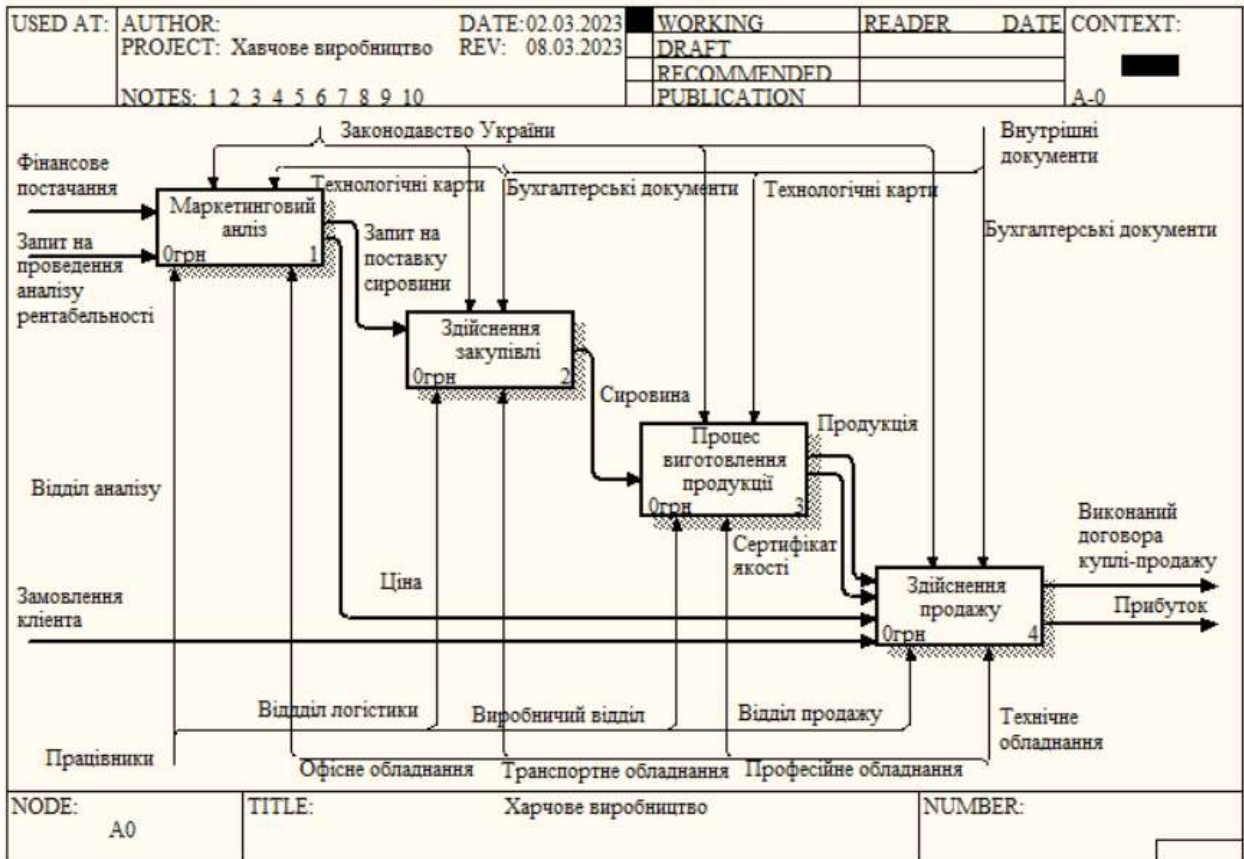 USED AT:
AUTHOR:
DATE: 02.03.2023
PROJECT: Хавчове виробництво
REV: 08.03.2023
NOTES: 1 2 3 4 5 6 7 8 9 10
WORKING
DRAFT
RECOMMENDED
PUBLICATION
READER
DATE
CONTEXT:
A-0
Законодавство України
Внутрішні
документи
Фінансове
постачання
Технологічні карти
Бухгалтерські документи
Технологічні карти
Маркетинговий
анліз
0грн
1
Запит на
проведення
аналізу
рентабельності
Запит на
поставку
сировини
Бухгалтерські документи
Здійснення
закупівлі
0грн
2
Сировина
Продукція
Процес
виготовлення
продукції
0грн
3
Відділ аналізу
Сертифікат
якості
Виконаний
договора
куплі-продажу
Ціна
Здійснення
продажу
0грн
4
Прибуток
Замовлення
клієнта
Віддділ логістики
Виробничий відділ
Відділ продажу
Технічне
обладнання
Працівники
Офісне обладнання
Транспортне обладнання
Професійне обладнання
NODE:
A0
TITLE:
Харчове виробництво
NUMBER: